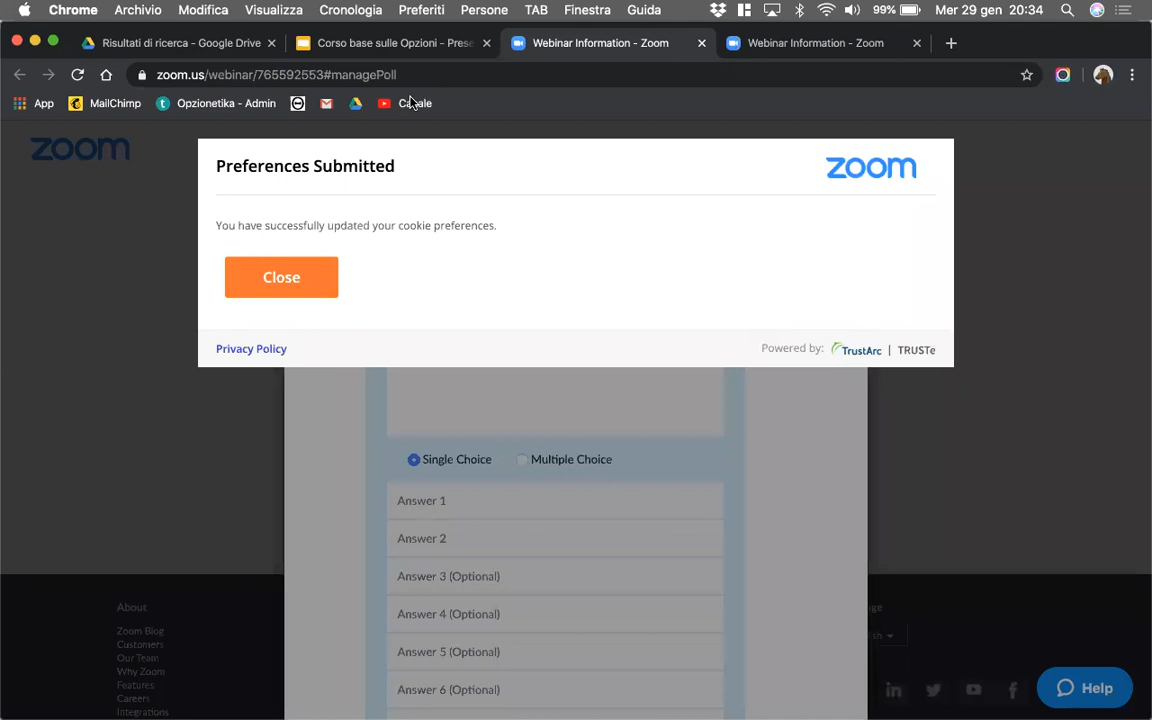 Chrome Archivio Modifica Visualizza Cronologia Preferiti Persone TAB Finestra Guida 99% Mer 29 gen 20:34
Risultati di ricerca - Google Drive Corso base sulle Opzioni - Prese Webinar Information - Zoom Webinar Information - Zoom
zoom.us/webinar/765592553#managePoll
App MailChimp Opzionetika - Admin Canale
zoom
Preferences Submitted zoom
You have successfully updated your cookie preferences.
Close
Privacy Policy Powered by: TrustArc | TRUSTe
Single Choice Multiple Choice
Answer 1
Answer 2
Answer 3 (Optional)
Answer 4 (Optional)
Answer 5 (Optional)
Answer 6 (Optional)
About
Zoom Blog
Customers
Our Team
Why Zoom
Features
Careers
Integrations
Help